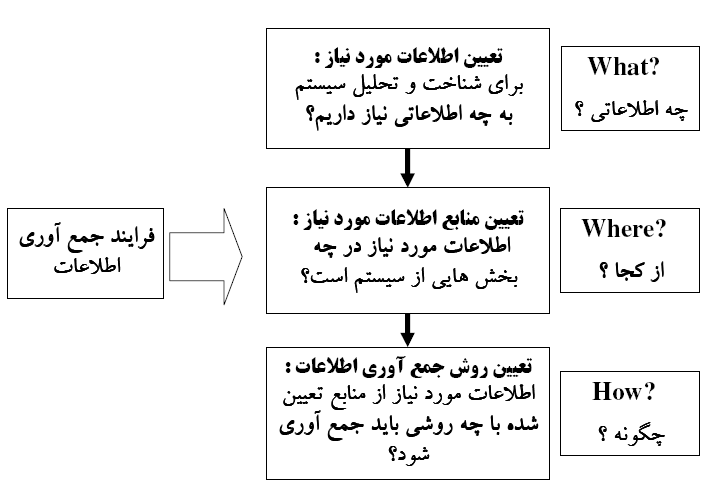 تعیین اطلاعات مورد نیاز :
برای شناخت و تحلیل سیستم
به چه اطلاعاتی نیاز داریم؟
What?
چه اطلاعاتی ؟
فرایند جمع آوری
اطلاعات
تعیین منابع اطلاعات مورد نیاز :
اطلاعات مورد نیاز در چه
بخش هایی از سیستم است؟
Where?
از کجا ؟
تعیین روش جمع آوری اطلاعات :
اطلاعات مورد نیاز از منابع تعیین
شده با چه روشی باید جمع آوری
شود؟
How?
چگونه ؟